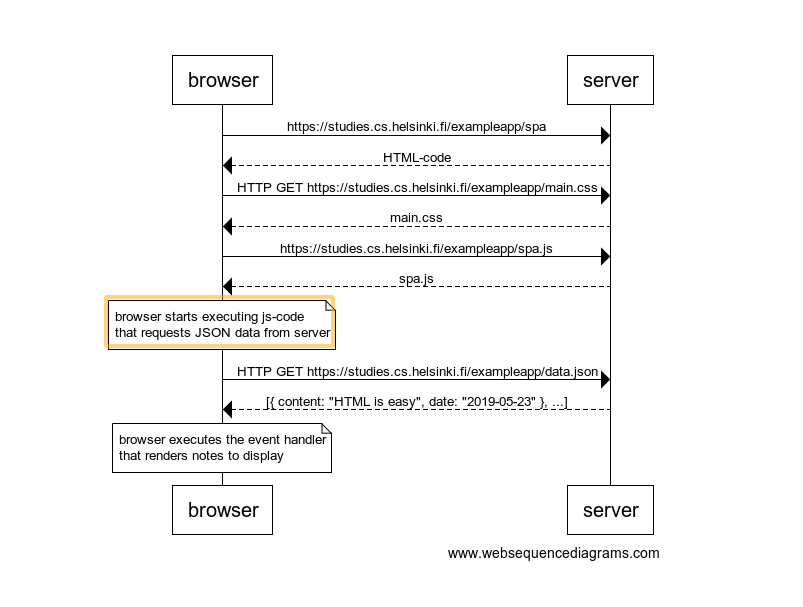 browser
server
https://studies.cs.helsinki.fi/exampleapp/spa
HTML-code
HTTP GET https://studies.cs.helsinki.fi/exampleapp/main.css
main.css
https://studies.cs.helsinki.fi/exampleapp/spa.js
spa.js
browser starts executing js-code
that requests JSON data from server
HTTP GET https://studies.cs.helsinki.fi/exampleapp/data.json
[{ content: "HTML is easy", date: "2019-05-23" }, ...]
browser executes the event handler
that renders notes to display
browser
server
www.websequencediagrams.com